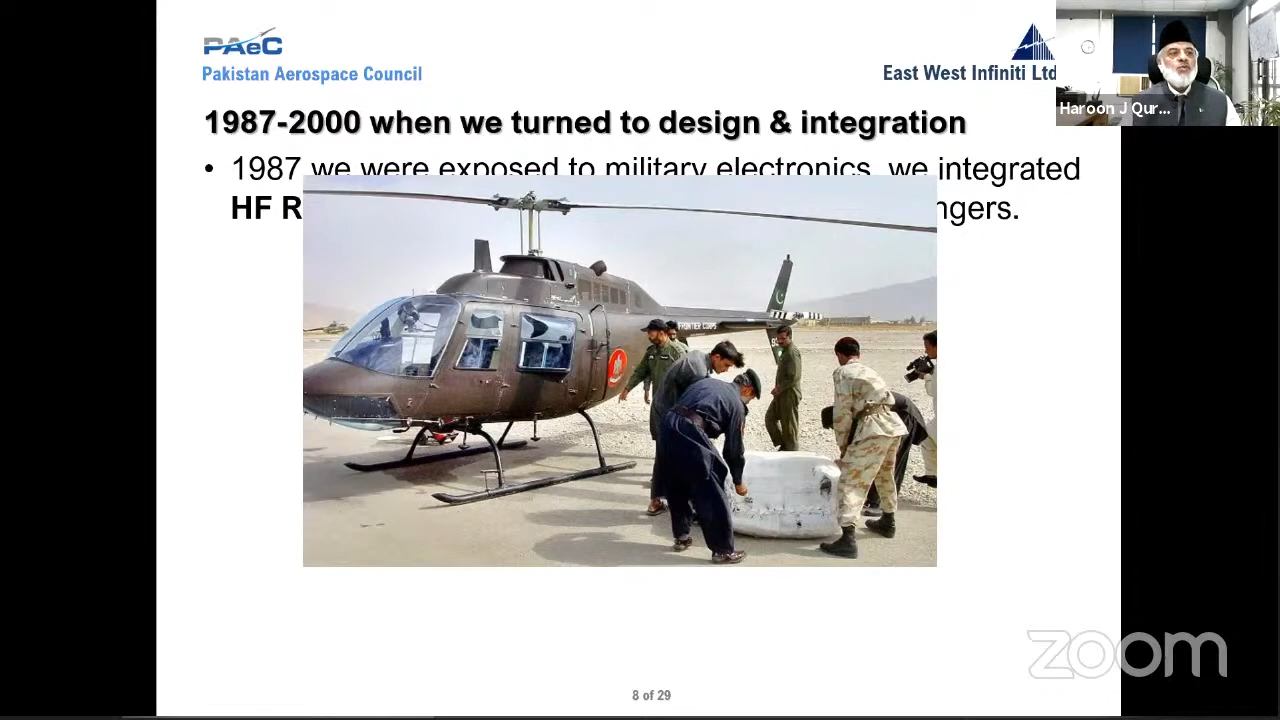 PAeC
Pakistan Aerospace Council
East West Infiniti Ltd
Haroon J Qur...
1987-2000 when we turned to design & integration
• 1987 we were exposed to military electronics, we integrated
HF R
ngers.
FRONTIER CORPS
zoom
8 of 29